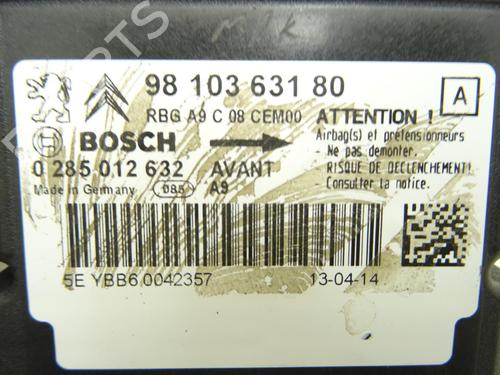 98 103 631 80
A
RBG A9 C 08 CEM00
BOSCH
ATTENTION !
Airbag(s) et prétensionneurs
- Ne pas démonter.
0 285 012 632 AVANT
- RISQUE DE DECLENCHEMENT!
Made in Germany 085 A9
- Consulter la notice.
5E YBB6 0042357
13-04-14